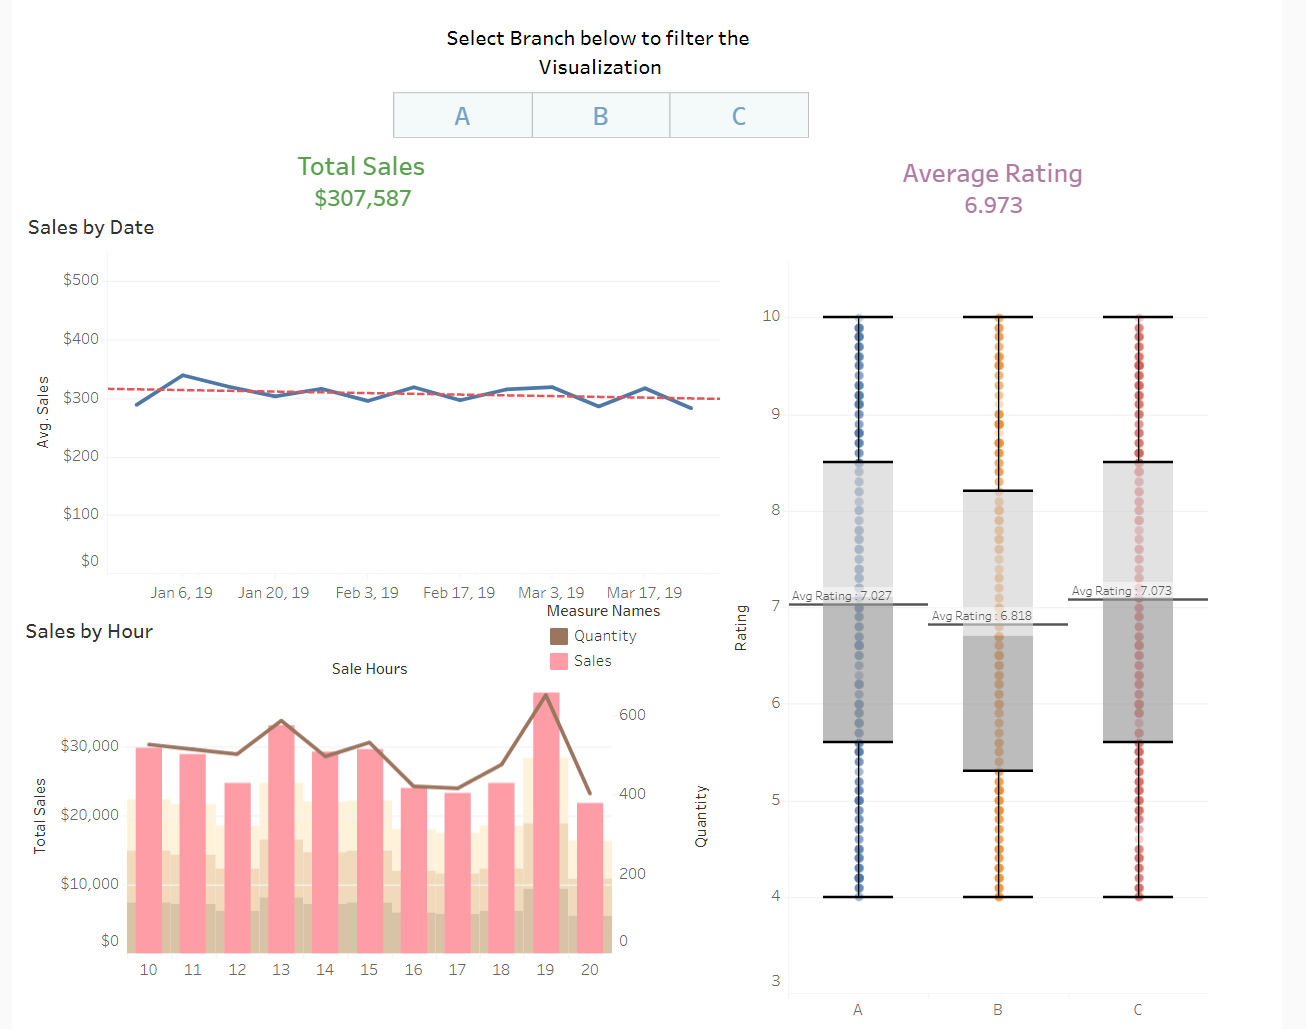 Select Branch below to filter the
Visualization
A B C
Total Sales
$307,587
Average Rating
6.973
Sales by Date
$500
$400
$300
$200
$100
$0
Avg. Sales
Jan 6, 19 Jan 20, 19 Feb 3, 19 Feb 17, 19 Mar 3, 19 Mar 17, 19
Measure Names
Quantity
Sales
Sales by Hour
Sale Hours
$30,000
$20,000
$10,000
$0
Total Sales
600
400
200
0
Quantity
10 11 12 13 14 15 16 17 18 19 20
10
9
8
7
6
5
4
3
Rating
Avg Rating : 7.027
Avg Rating : 6.818
Avg Rating : 7.073
A B C